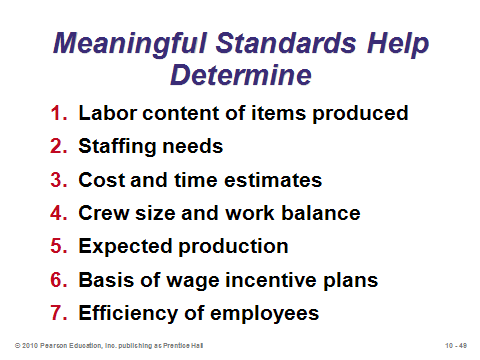 Meaningful Standards Help
Determine
1. Labor content of items produced
2. Staffing needs
3. Cost and time estimates
4. Crew size and work balance
5. Expected production
6. Basis of wage incentive plans
7. Efficiency of employees
© 2010 Pearson Education, Inc. publishing as Prentice Hall 10 - 49